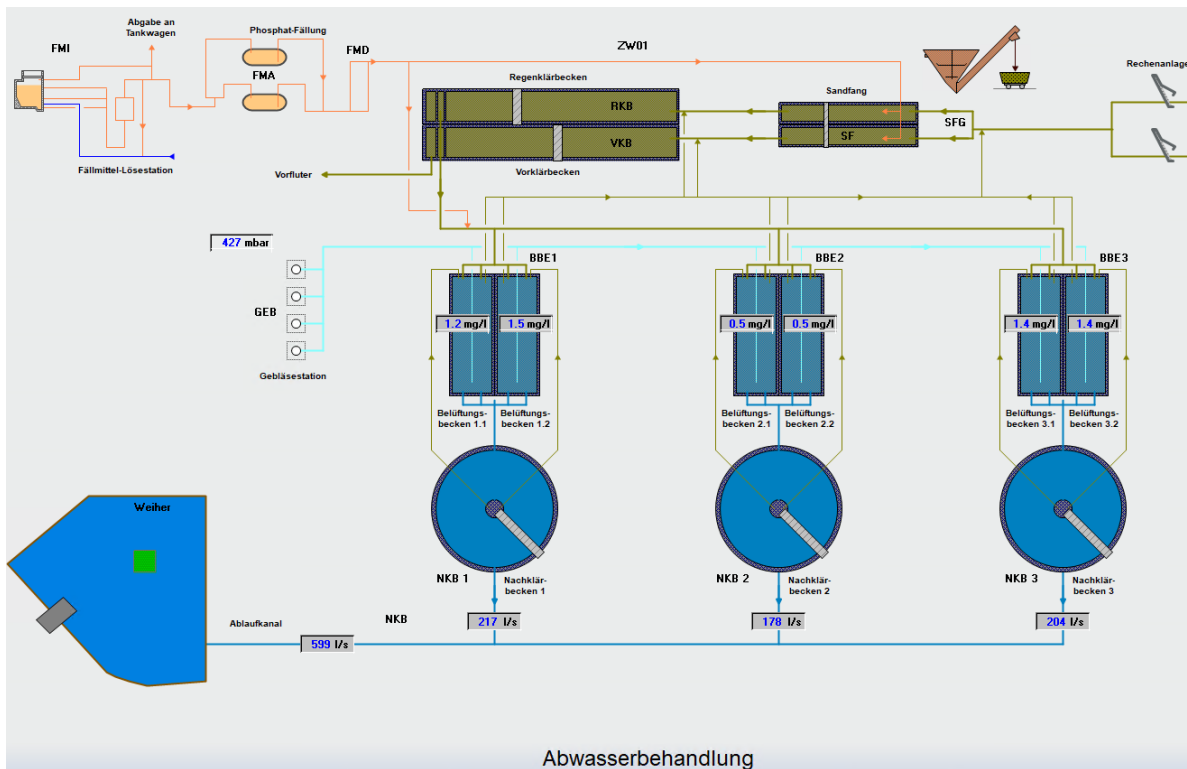 Abgabe an
Tankwagen
FMI
Phosphat-Fällung
FMD
FMA
ZW01
Rechenanlage
Regenklärbecken
Sandfang
RKB
SFG
VKB
SF
Fällmittel-Lösestation
Vorfluter
Vorklärbecken
427 mbar
BBE1
BBE2
BBE3
GEB
1.2 mg/l
1.5 mg/l
0.5 mg/l
0.5 mg/l
1.4 mg/l
1.4 mg/l
Gebläsestation
Belüftungs-
becken 1.1
Belüftungs-
becken 1.2
Belüftungs-
becken 2.1
Belüftungs-
becken 2.2
Belüftungs-
becken 3.1
Belüftungs-
becken 3.2
Weiher
NKB 1
Nachklär-
becken 1
NKB 2
Nachklär-
becken 2
NKB 3
Nachklär-
becken 3
Ablaufkanal
NKB
217 l/s
178 l/s
204 l/s
599 l/s
Abwasserbehandlung